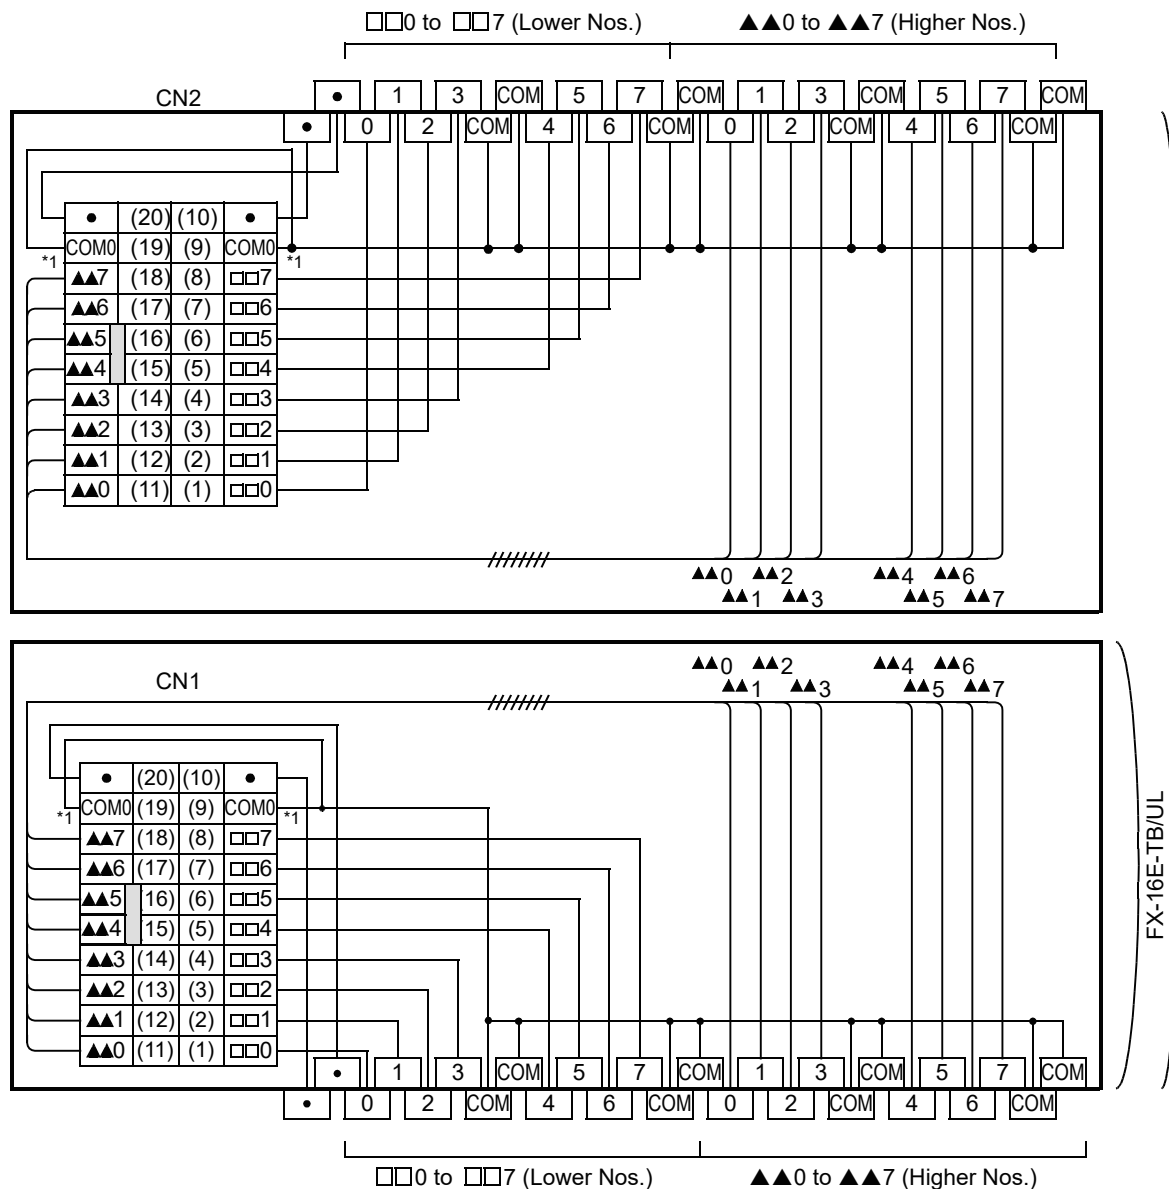 □□0 to □□7 (Lower Nos.) ▲▲0 to ▲▲7 (Higher Nos.)
CN2
• 1 3 COM 5 7 COM 1 3 COM 5 7 COM
• 0 2 COM 4 6 COM 0 2 COM 4 6 COM
• (20) (10) •
COM0 (19) (9) COM0
*1 *1
▲▲7 (18) (8) □□7
▲▲6 (17) (7) □□6
▲▲5 (16) (6) □□5
▲▲4 (15) (5) □□4
▲▲3 (14) (4) □□3
▲▲2 (13) (3) □□2
▲▲1 (12) (2) □□1
▲▲0 (11) (1) □□0
▲▲0 ▲▲2 ▲▲4 ▲▲6
▲▲1 ▲▲3 ▲▲5 ▲▲7
CN1
▲▲0 ▲▲2 ▲▲4 ▲▲6
▲▲1 ▲▲3 ▲▲5 ▲▲7
• (20) (10) •
COM0 (19) (9) COM0
*1 *1
▲▲7 (18) (8) □□7
▲▲6 (17) (7) □□6
▲▲5 16) (6) □□5
▲▲4 15) (5) □□4
▲▲3 (14) (4) □□3
▲▲2 (13) (3) □□2
▲▲1 (12) (2) □□1
▲▲0 (11) (1) □□0
• 1 3 COM 5 7 COM 1 3 COM 5 7 COM
• 0 2 COM 4 6 COM 0 2 COM 4 6 COM
□□0 to □□7 (Lower Nos.) ▲▲0 to ▲▲7 (Higher Nos.)
FX-16E-TB/UL